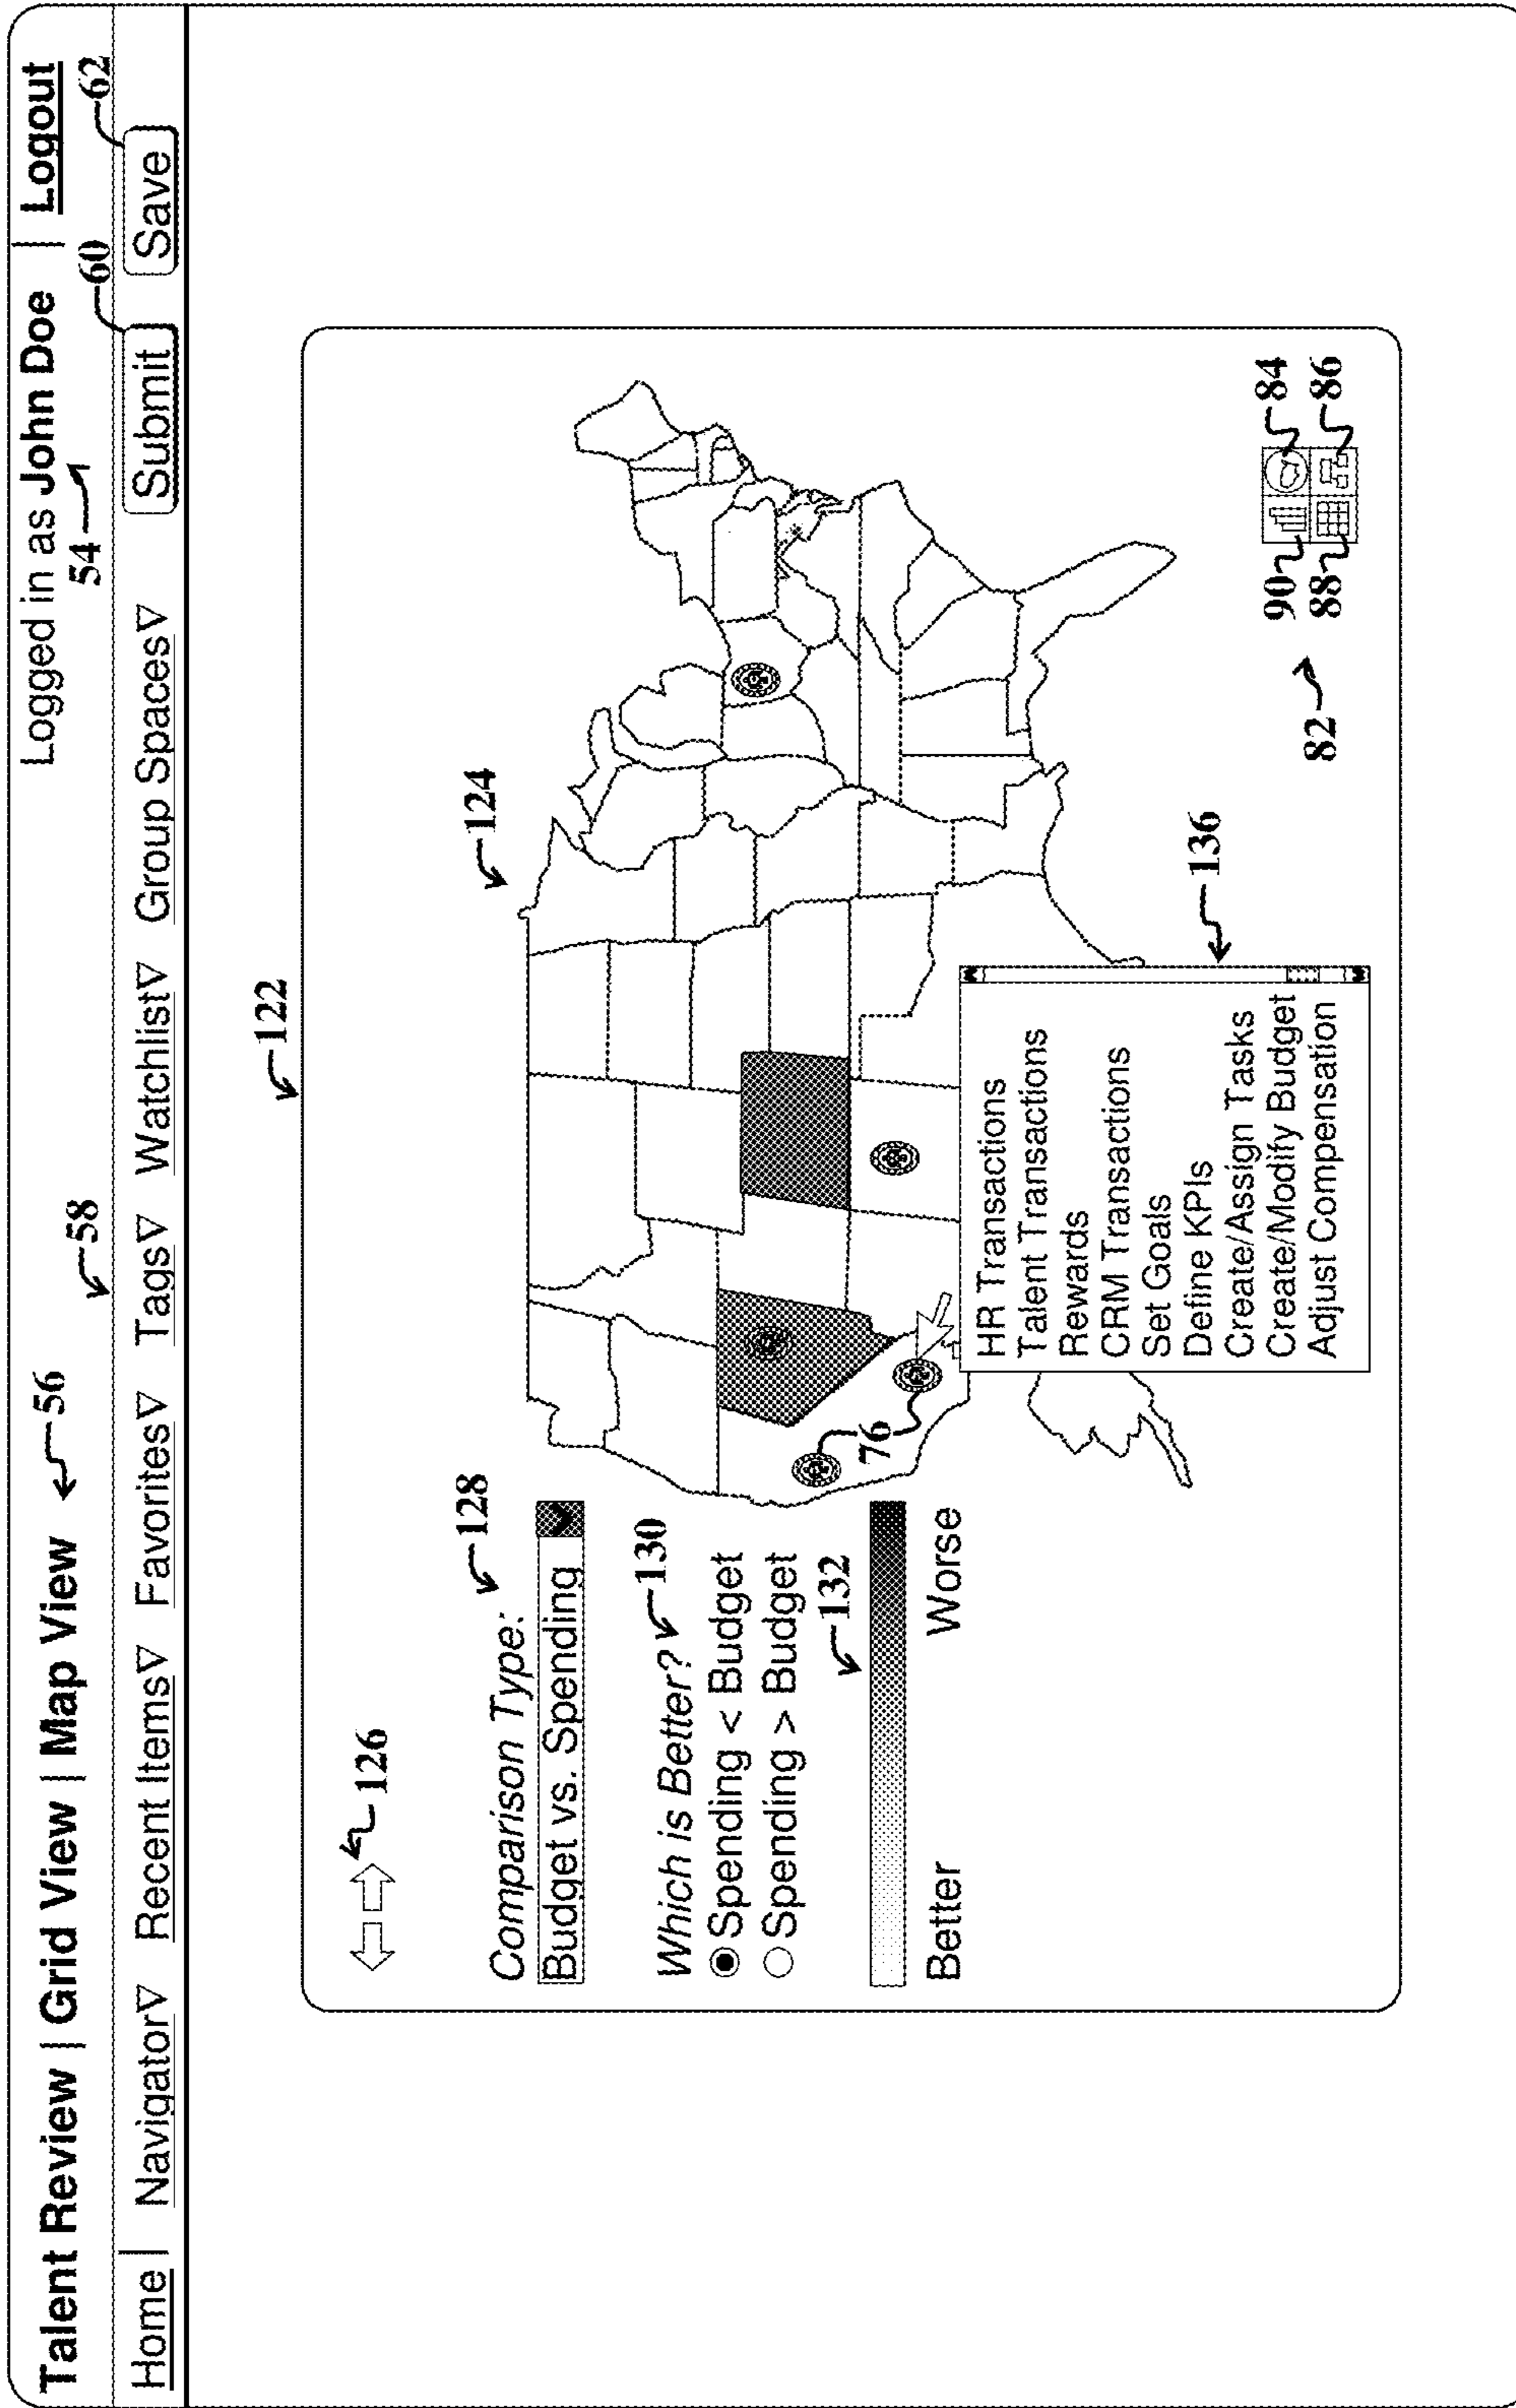 Talent Review | Grid View | Map View 56
Logged in as John Doe | Logout
54
58
60
62
Home | Navigator∇ Recent Items∇ Favorites∇ Tags∇ Watchlist∇ Group Spaces∇ Submit Save
122
126
124
Comparison Type: 128
Budget vs. Spending
Which is Better? 130
Spending < Budget
Spending > Budget
132
Better Worse
76
HR Transactions
Talent Transactions
Rewards
CRM Transactions
Set Goals
Define KPIs
Create/Assign Tasks
Create/Modify Budget
Adjust Compensation
136
82
90 84
88 86